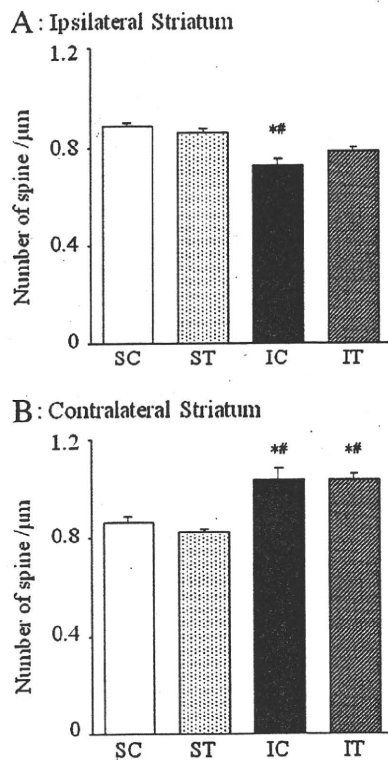 A: Ipsilateral Striatum
Number of spine /μm
1.2
0.8
0.4
0
*#
SC ST IC IT
B: Contralateral Striatum
Number of spine /μm
1.2
0.8
0.4
0
*# *#
SC ST IC IT